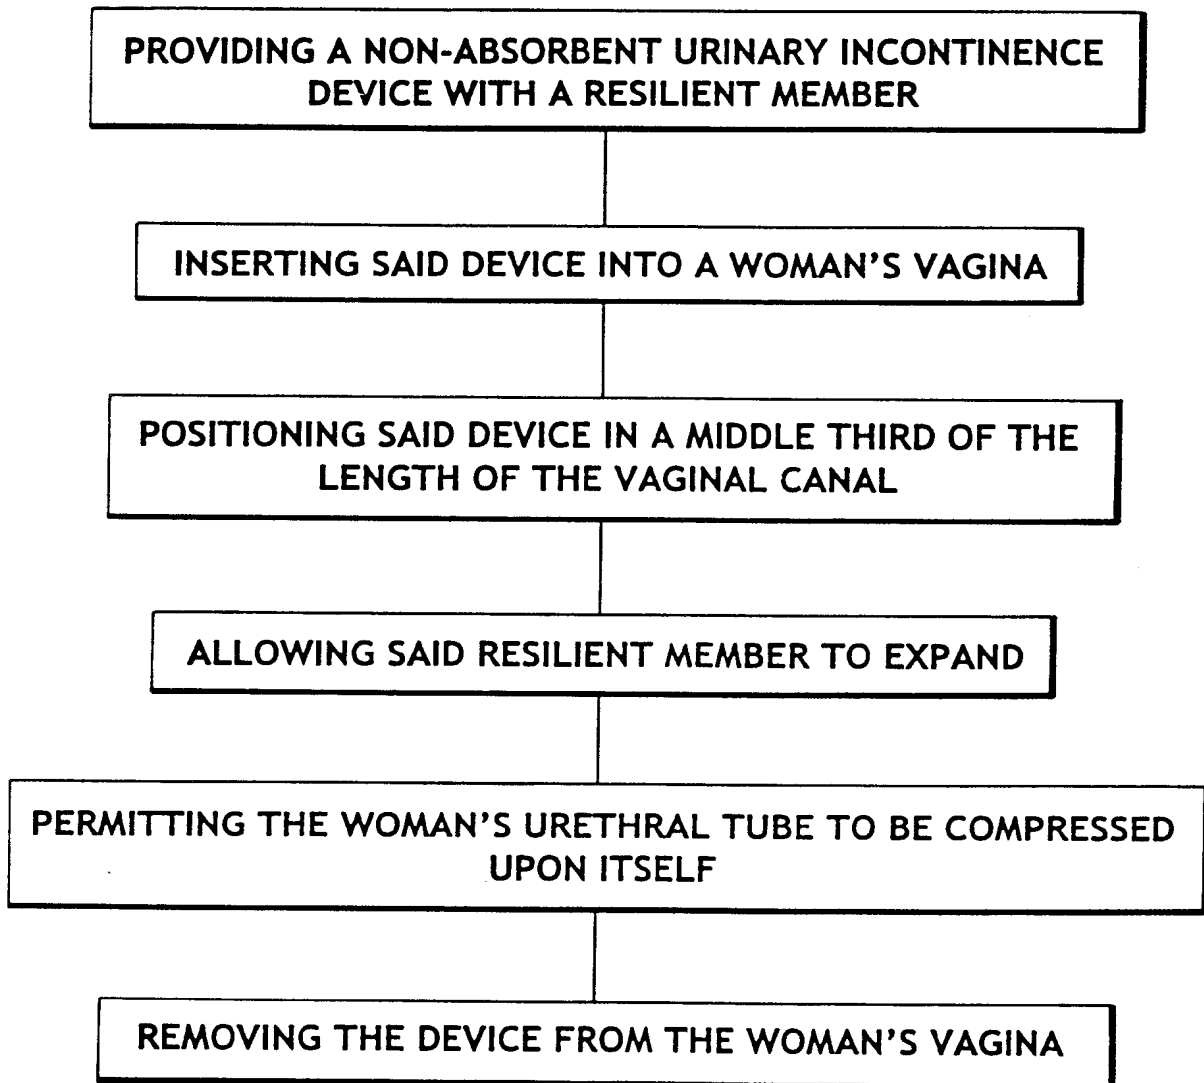 PROVIDING A NON-ABSORBENT URINARY INCONTINENCE
DEVICE WITH A RESILIENT MEMBER
INSERTING SAID DEVICE INTO A WOMAN'S VAGINA
POSITIONING SAID DEVICE IN A MIDDLE THIRD OF THE
LENGTH OF THE VAGINAL CANAL
ALLOWING SAID RESILIENT MEMBER TO EXPAND
PERMITTING THE WOMAN'S URETHRAL TUBE TO BE COMPRESSED
UPON ITSELF
REMOVING THE DEVICE FROM THE WOMAN'S VAGINA